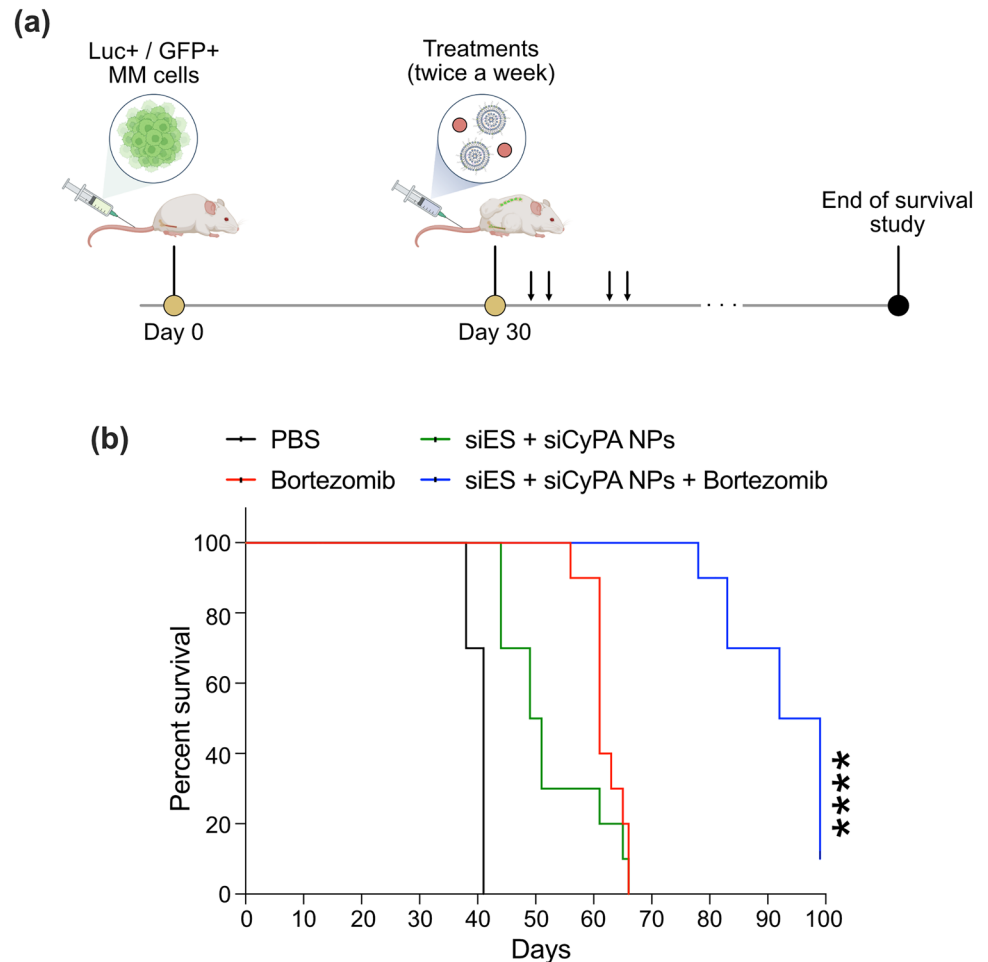 (a)
Luc+ / GFP+
MM cells
Treatments
(twice a week)
End of survival
study
Day 0
Day 30
· · ·
(b)
PBS
siES + siCyPA NPs
Bortezomib
siES + siCyPA NPs + Bortezomib
Percent survival
100
80
60
40
20
0
****
0 10 20 30 40 50 60 70 80 90 100
Days